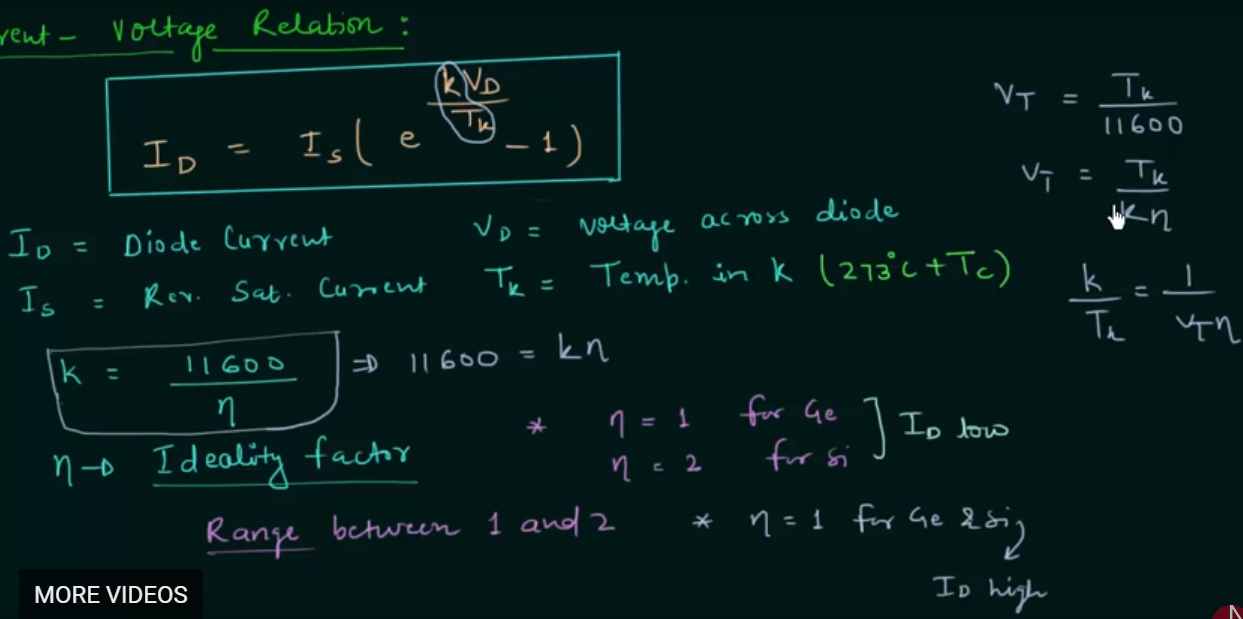 rent - Voltage Relation :
I_D = I_s ( e^{kV_D/T_k} - 1 )
V_T = T_k / 11600
V_T = T_k / kη
I_D = Diode Current
V_D = Voltage across diode
I_s = Rev. Sat. Current
T_k = Temp. in K (273°C + T_C)
k / T_k = 1 / V_T η
k = 11600 / η ⇒ 11600 = kη
* η = 1 for Ge
η = 2 for Si
] I_D low
η → Ideality factor
Range between 1 and 2
* η = 1 for Ge & Si,
I_D high
MORE VIDEOS
N